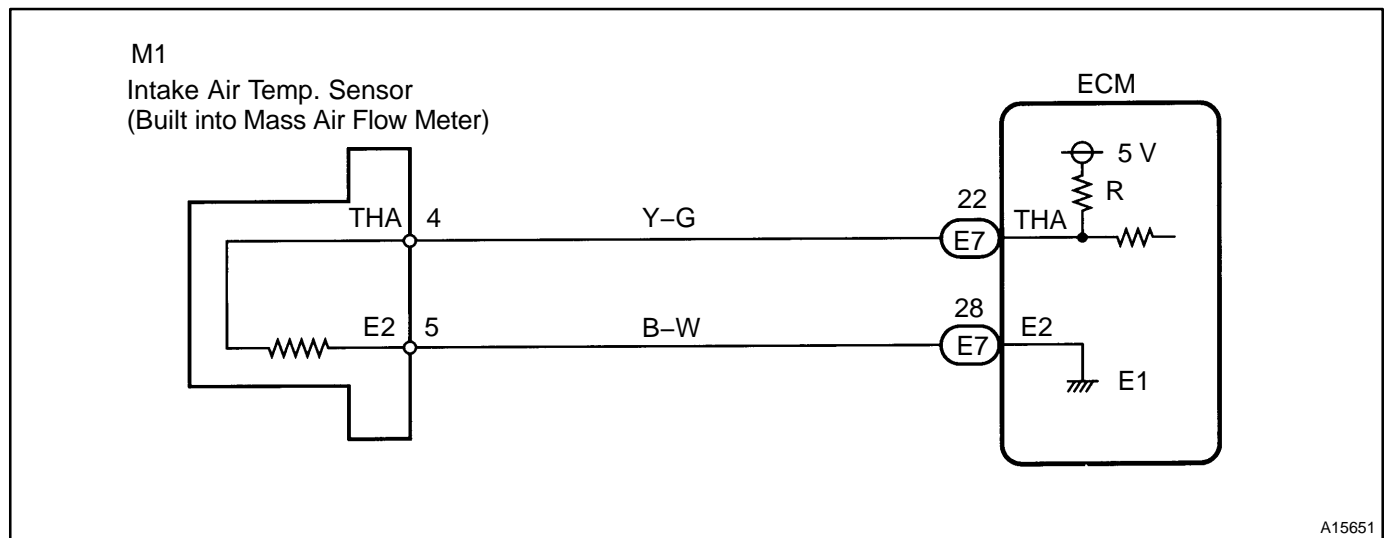 M1
Intake Air Temp. Sensor
(Built into Mass Air Flow Meter)
ECM
5 V
R
THA 4
Y–G
22
E7
THA
E2 5
B–W
28
E7
E2
E1
A15651